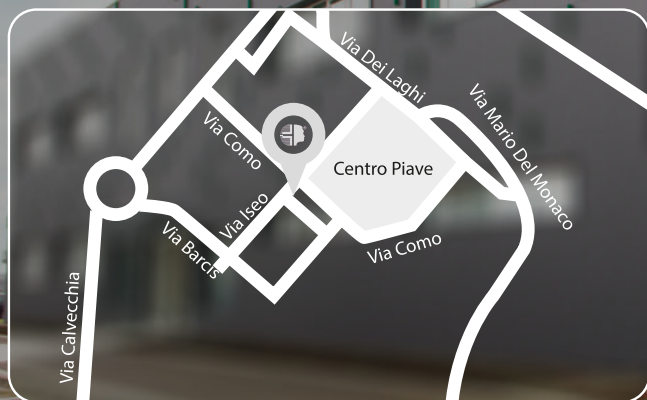 Via Dei Laghi
Via Mario Del Monaco
Via Como
Centro Piave
Via Iseo
Via Barcis
Via Como
Via Calvecchia